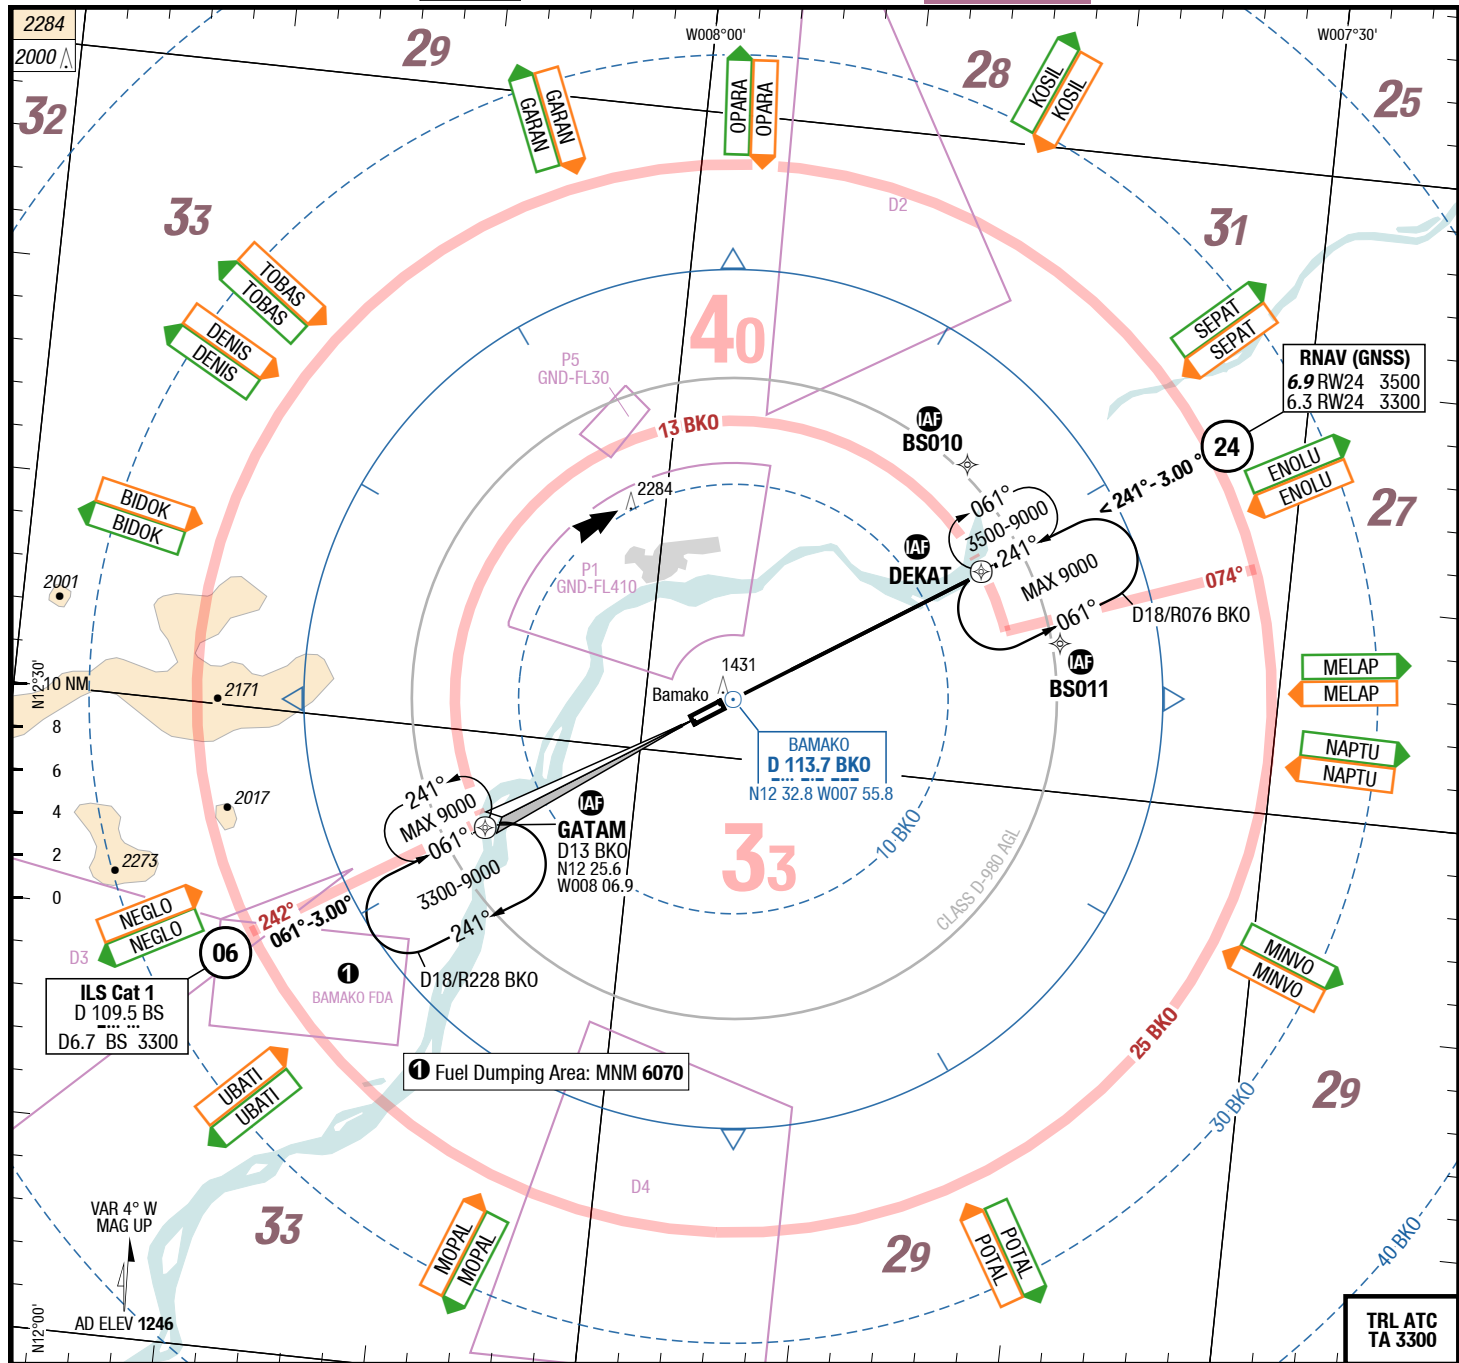 2284
2000
29
W008°00'
28
W007°30'
25
32
GARAN
GARAN
OPARA
OPARA
KOSIL
KOSIL
33
D2
31
TOBAS
TOBAS
SEPAT
SEPAT
DENIS
DENIS
40
P5
GND-FL30
RNAV (GNSS)
6.9 RW24 3500
6.3 RW24 3300
13 BKO
IAF
BS010
24
ENOLU
ENOLU
BIDOK
BIDOK
2284
061°
3500-9000
241°
< 241°-3.00°
27
IAF
DEKAT
MAX 9000
074°
P1
GND-FL410
061°
D18/R076 BKO
2001
1431
Bamako
IAF
BS011
MELAP
MELAP
N12°30'
10 NM
8
6
4
2
0
2171
BAMAKO
D 113.7 BKO
N12 32.8 W007 55.8
NAPTU
NAPTU
2017
241°
MAX 9000
061°
IAF
GATAM
D13 BKO
N12 25.6
W008 06.9
10 BKO
33
CLASS D-980 AGL
2273
3300-9000
241°
NEGLO
NEGLO
242°
061°-3.00°
06
D3
D18/R228 BKO
MINVO
MINVO
ILS Cat 1
D 109.5 BS
D6.7 BS 3300
1
BAMAKO FDA
25 BKO
1 Fuel Dumping Area: MNM 6070
UBATI
UBATI
29
30 BKO
D4
VAR 4° W
MAG UP
33
MOPAL
MOPAL
29
POTAL
POTAL
40 BKO
N12°00'
AD ELEV 1246
TRL ATC
TA 3300